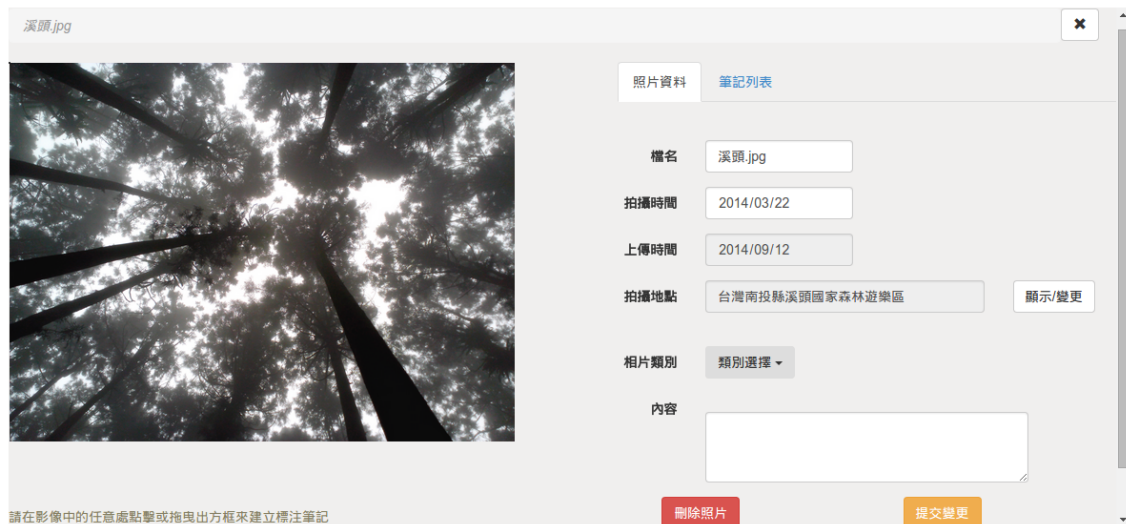 溪頭.jpg
照片資料 筆記列表
檔名 溪頭.jpg
拍攝時間 2014/03/22
上傳時間 2014/09/12
拍攝地點 台灣南投縣溪頭國家森林遊樂區 顯示/變更
相片類別 類別選擇
內容
刪除照片 提交變更
請在影像中的任意處點擊或拖曳出方框來建立標注筆記